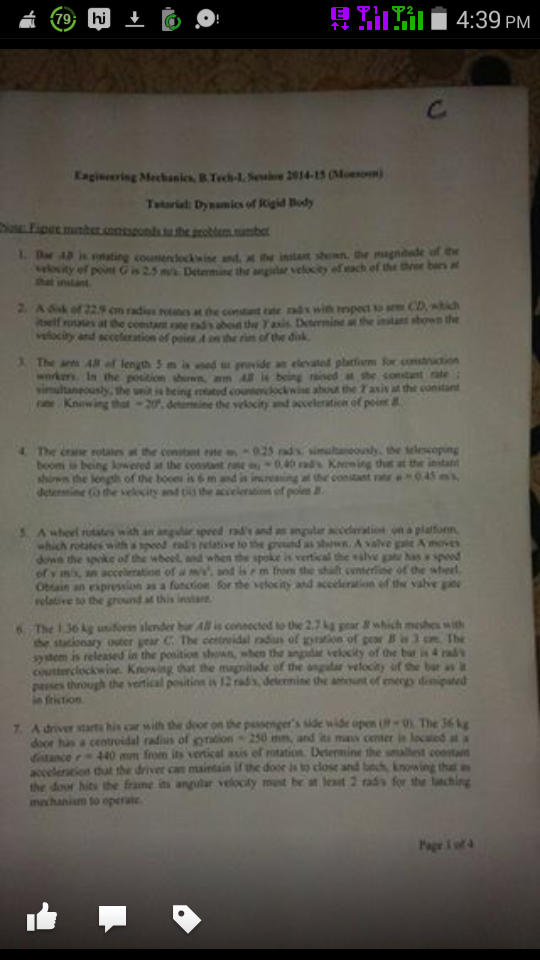 79
hi
E
1
2
4:39 PM
C
Engineering Mechanics, B.Tech-I, Session 2014-15 (Monsoon)
Tutorial: Dynamics of Rigid Body
Note: Figure number corresponds to the problem number
1. Bar AB is rotating counterclockwise and, at the instant shown, the magnitude of the
velocity of point G is 2.5 m/s. Determine the angular velocity of each of the three bars at
that instant.
2. A disk of 22.9 cm radius rotates at the constant rate rad/s with respect to arm CD, which
itself rotates at the constant rate rad/s about the Y axis. Determine at the instant shown the
velocity and acceleration of point A on the rim of the disk.
3. The arm AB of length 5 m is used to provide an elevated platform for construction
workers. In the position shown, arm AB is being raised at the constant rate ;
simultaneously, the unit is being rotated counterclockwise about the Y axis at the constant
rate . Knowing that = 20°, determine the velocity and acceleration of point B.
4. The crane rotates at the constant rate ω₁ = 0.25 rad/s, simultaneously, the telescoping
boom is being lowered at the constant rate ω₂ = 0.40 rad/s. Knowing that at the instant
shown the length of the boom is 6 m and is increasing at the constant rate u = 0.45 m/s,
determine (i) the velocity and (ii) the acceleration of point B.
5. A wheel rotates with an angular speed rad/s and an angular acceleration on a platform,
which rotates with a speed rad/s relative to the ground as shown. A valve gate A moves
down the spoke of the wheel, and when the spoke is vertical the valve gate has a speed
of v m/s, an acceleration of a m/s², and is r m from the shaft centerline of the wheel.
Obtain an expression as a function for the velocity and acceleration of the valve gate
relative to the ground at this instant.
6. The 1.36 kg uniform slender bar AB is connected to the 2.7 kg gear B which meshes with
the stationary outer gear C. The centroidal radius of gyration of gear B is 3 cm. The
system is released in the position shown, when the angular velocity of the bar is 4 rad/s
counterclockwise. Knowing that the magnitude of the angular velocity of the bar as it
passes through the vertical position is 12 rad/s, determine the amount of energy dissipated
in friction.
7. A driver starts his car with the door on the passenger's side wide open (θ = 0). The 36 kg
door has a centroidal radius of gyration = 250 mm, and its mass center is located at a
distance r = 440 mm from its vertical axis of rotation. Determine the smallest constant
acceleration that the driver can maintain if the door is to close and latch, knowing that as
the door hits the frame its angular velocity must be at least 2 rad/s for the latching
mechanism to operate.
Page 1 of 4